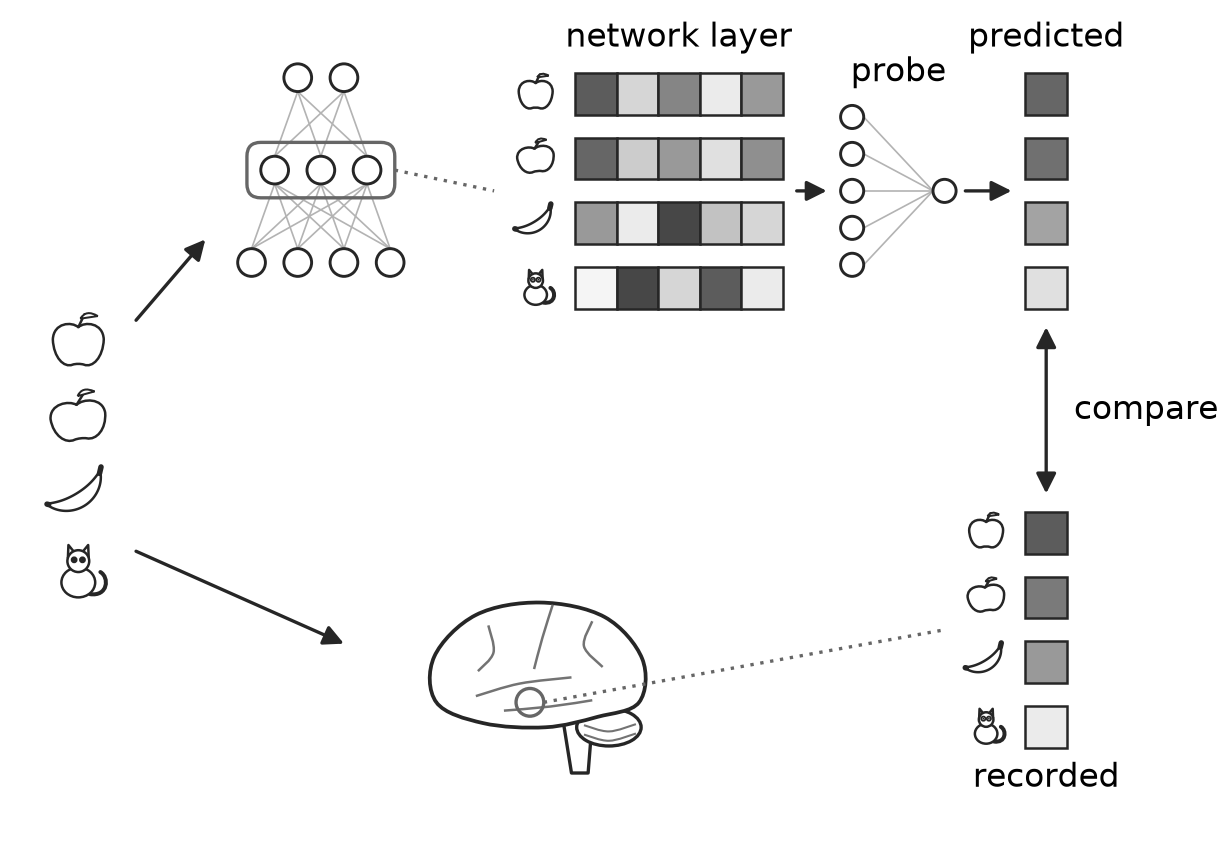 network layer
predicted
probe
compare
recorded